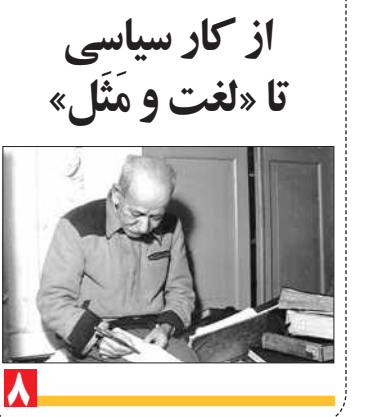 از کار سیاسی
تا «لغت و مَثَل»
۸